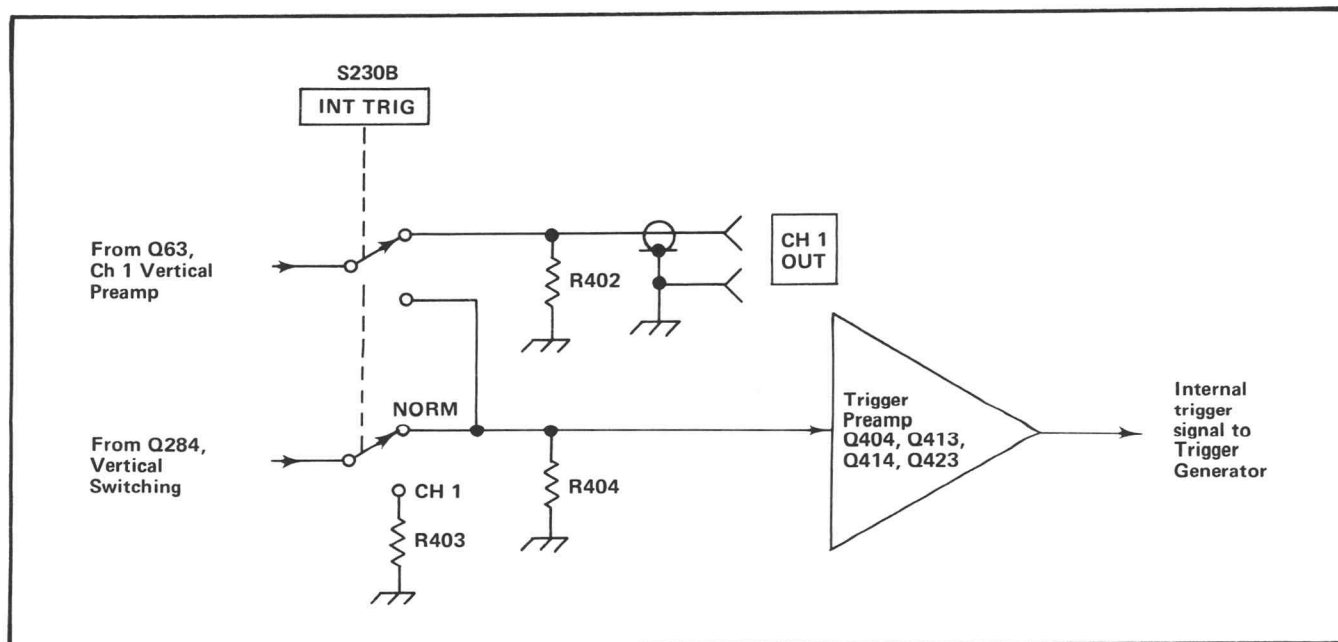 S230B
INT TRIG
From Q63,
Ch 1 Vertical
Preamp
R402
CH 1
OUT
NORM
From Q284,
Vertical
Switching
CH 1
R403
R404
Trigger
Preamp
Q404, Q413,
Q414, Q423
Internal
trigger
signal to
Trigger
Generator